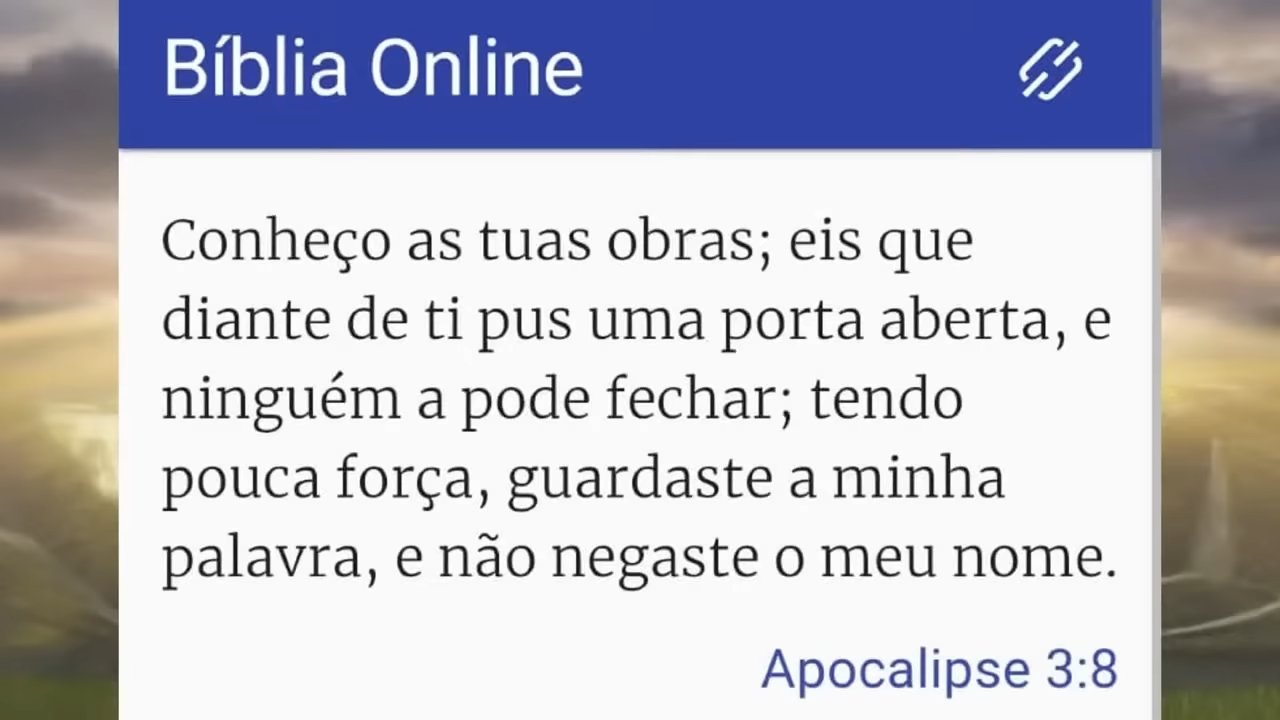 Bíblia Online
Conheço as tuas obras; eis que
diante de ti pus uma porta aberta, e
ninguém a pode fechar; tendo
pouca força, guardaste a minha
palavra, e não negaste o meu nome.
Apocalipse 3:8